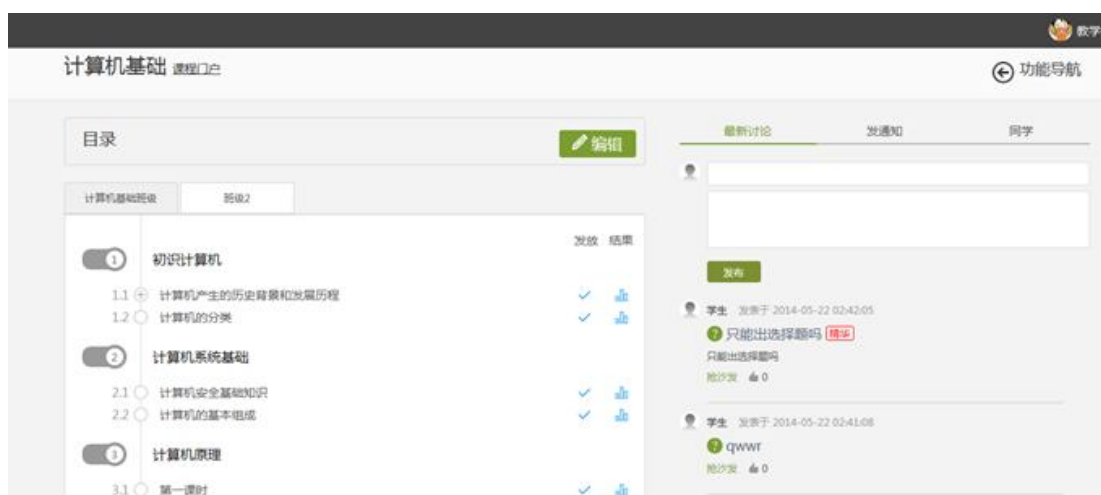 教学
计算机基础 课程门户
功能导航
目录
编辑
计算机基础班级 班级2
发放 结果
1 初识计算机
1.1 计算机产生的历史背景和发展历程
1.2 计算机的分类
2 计算机系统基础
2.1 计算机安全基础知识
2.2 计算机的基本组成
3 计算机原理
3.1 第一课时
最新讨论 发通知 同学
发布
学生 发表于 2014-05-22 02:42:05
? 只能出选择题吗 精华
只能出选择题吗
抢沙发 0
学生 发表于 2014-05-22 02:41:08
? qwwr
抢沙发 0